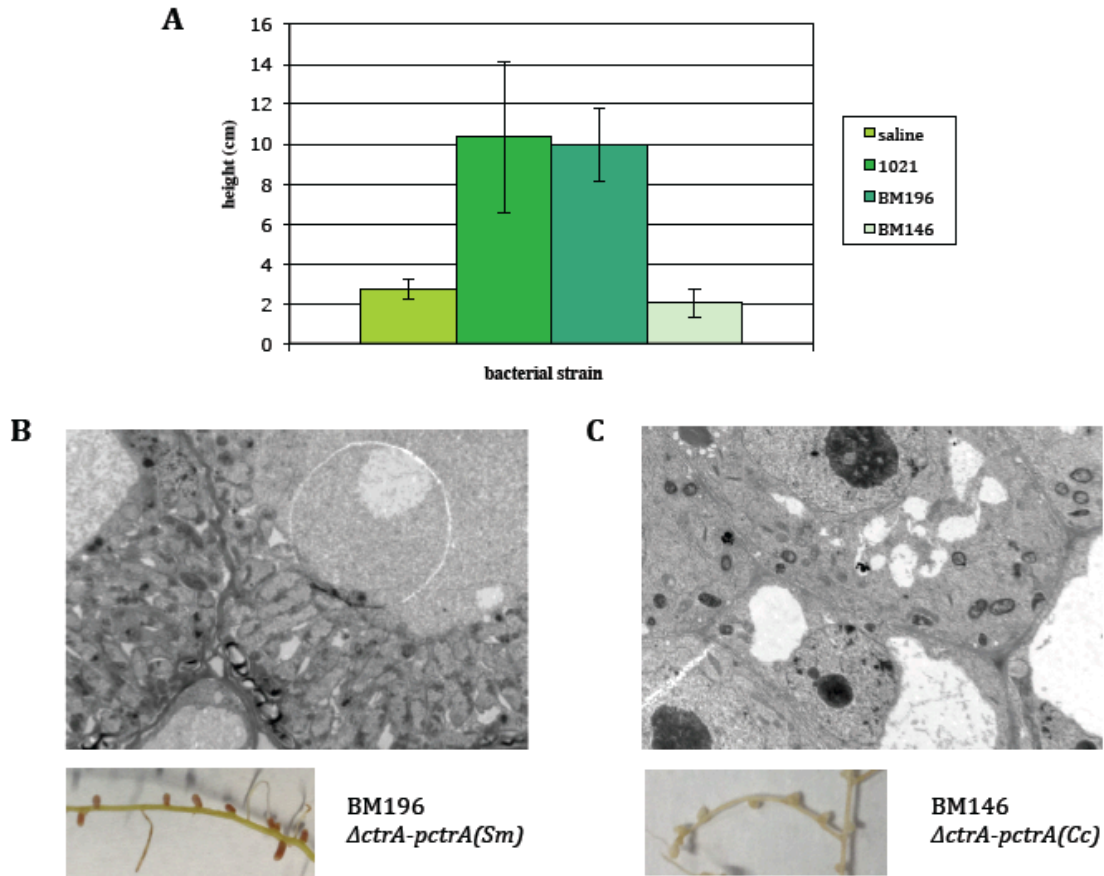 A
16
14
12
10
8
6
4
2
0
height (cm)
bacterial strain
saline
1021
BM196
BM146
B
C
BM196
ΔctrA-pctrA(Sm)
BM146
ΔctrA-pctrA(Cc)